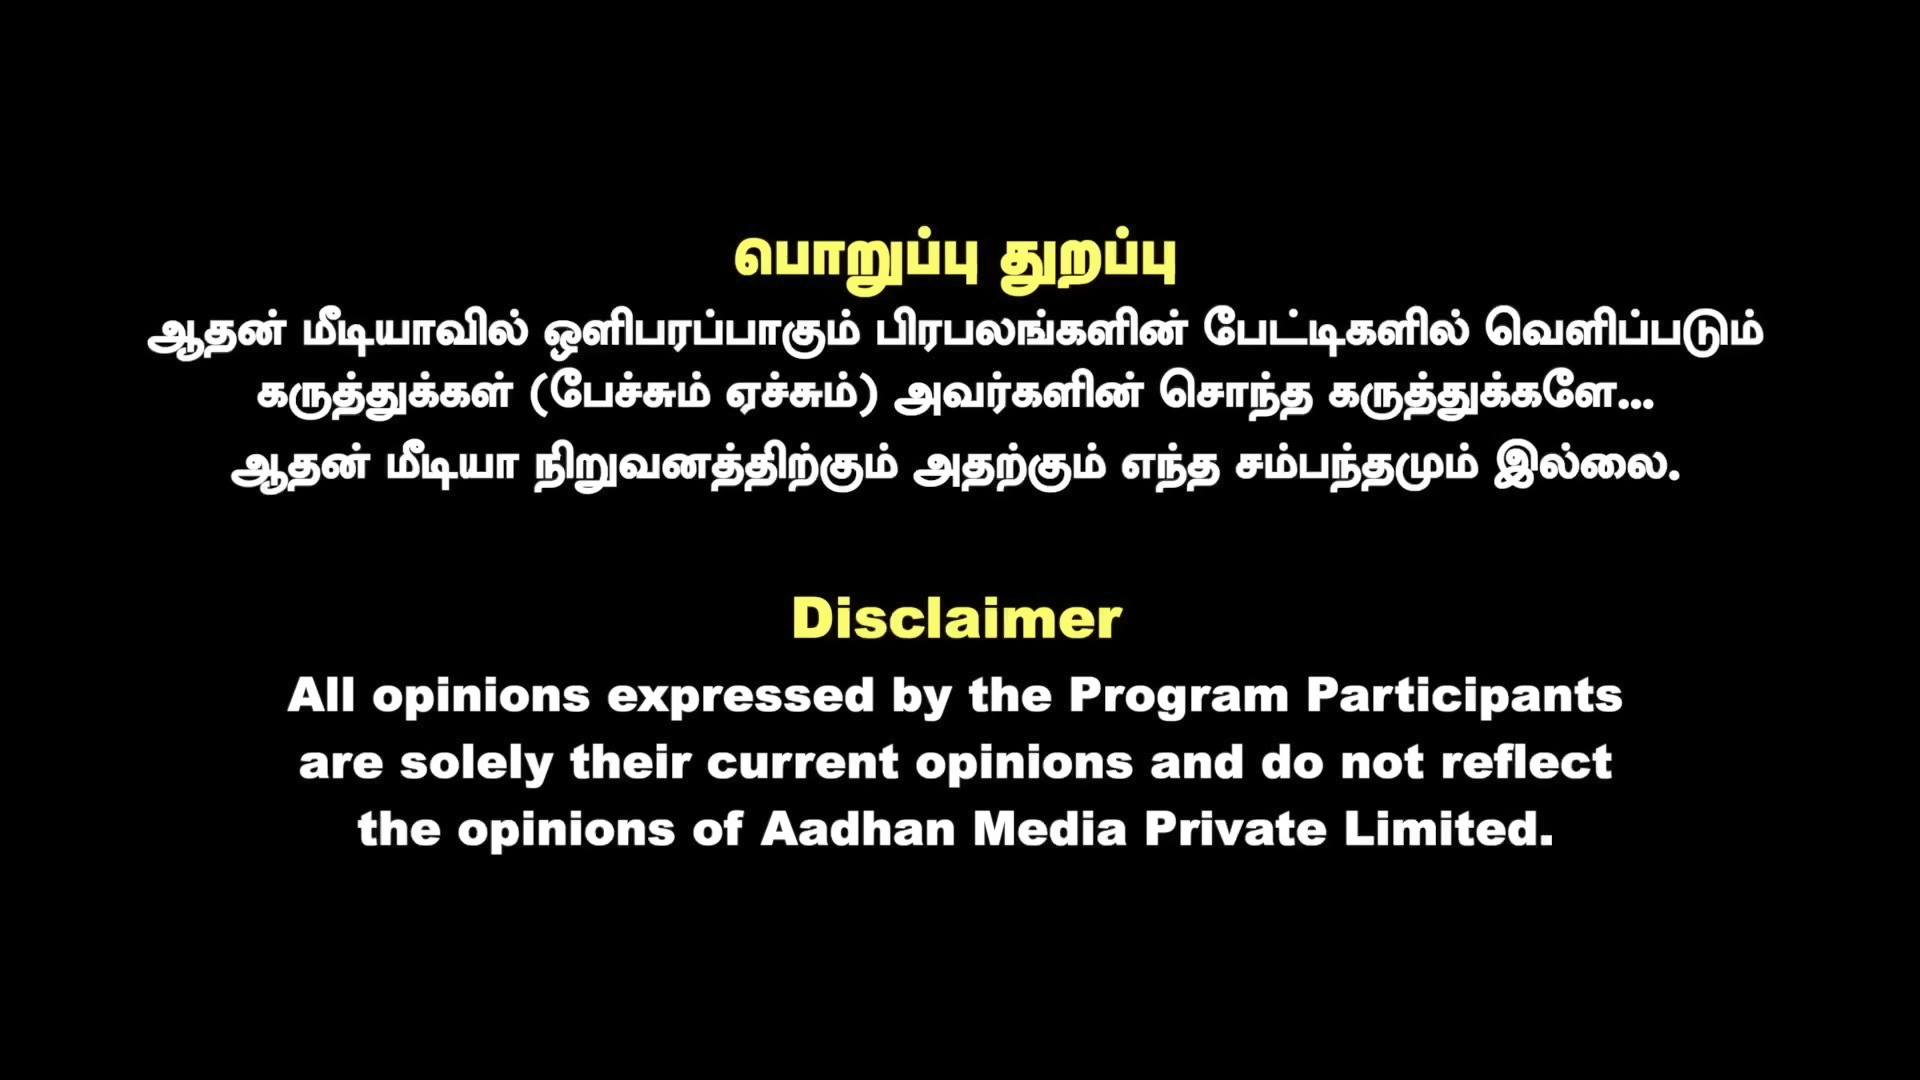 பொறுப்பு துறப்பு
ஆதன் மீடியாவில் ஒளிபரப்பாகும் பிரபலங்களின் பேட்டிகளில் வெளிப்படும்
கருத்துக்கள் (பேச்சும் ஏச்சும்) அவர்களின் சொந்த கருத்துக்களே...
ஆதன் மீடியா நிறுவனத்திற்கும் அதற்கும் எந்த சம்பந்தமும் இல்லை.
Disclaimer
All opinions expressed by the Program Participants
are solely their current opinions and do not reflect
the opinions of Aadhan Media Private Limited.